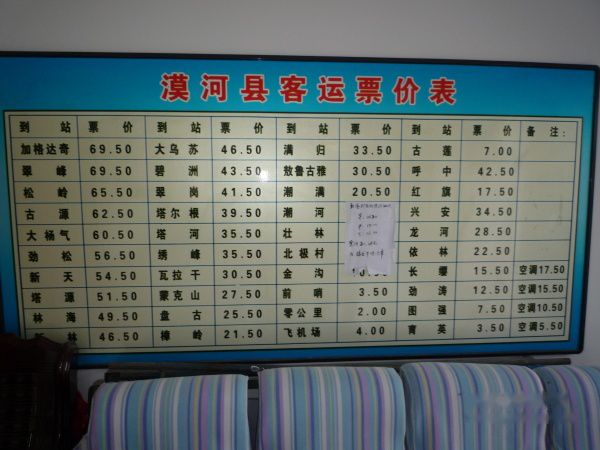 漠河县客运票价表
到 站 票 价 到 站 票 价 到 站 票 价 到 站 票 价 备 注：
加格达奇 69.50 大乌苏 46.50 满归 33.50 古莲 7.00
翠峰 69.50 碧洲 43.50 敖鲁古雅 30.50 呼中 42.50
松岭 65.50 翠岗 41.50 潮满 20.50 红旗 17.50
古源 62.50 塔尔根 39.50 潮河 兴安 34.50
大杨气 60.50 塔河 35.50 壮林 龙河 28.50
劲松 56.50 绣峰 35.50 北极村 依林 22.50
新天 54.50 瓦拉干 30.50 金沟 长缨 15.50 空调17.50
塔源 51.50 蒙克山 27.50 前哨 3.50 劲涛 12.50 空调15.50
林海 49.50 盘古 25.50 零公里 2.00 图强 7.50 空调10.50
新林 46.50 樟岭 21.50 飞机场 4.00 育英 3.50 空调5.50